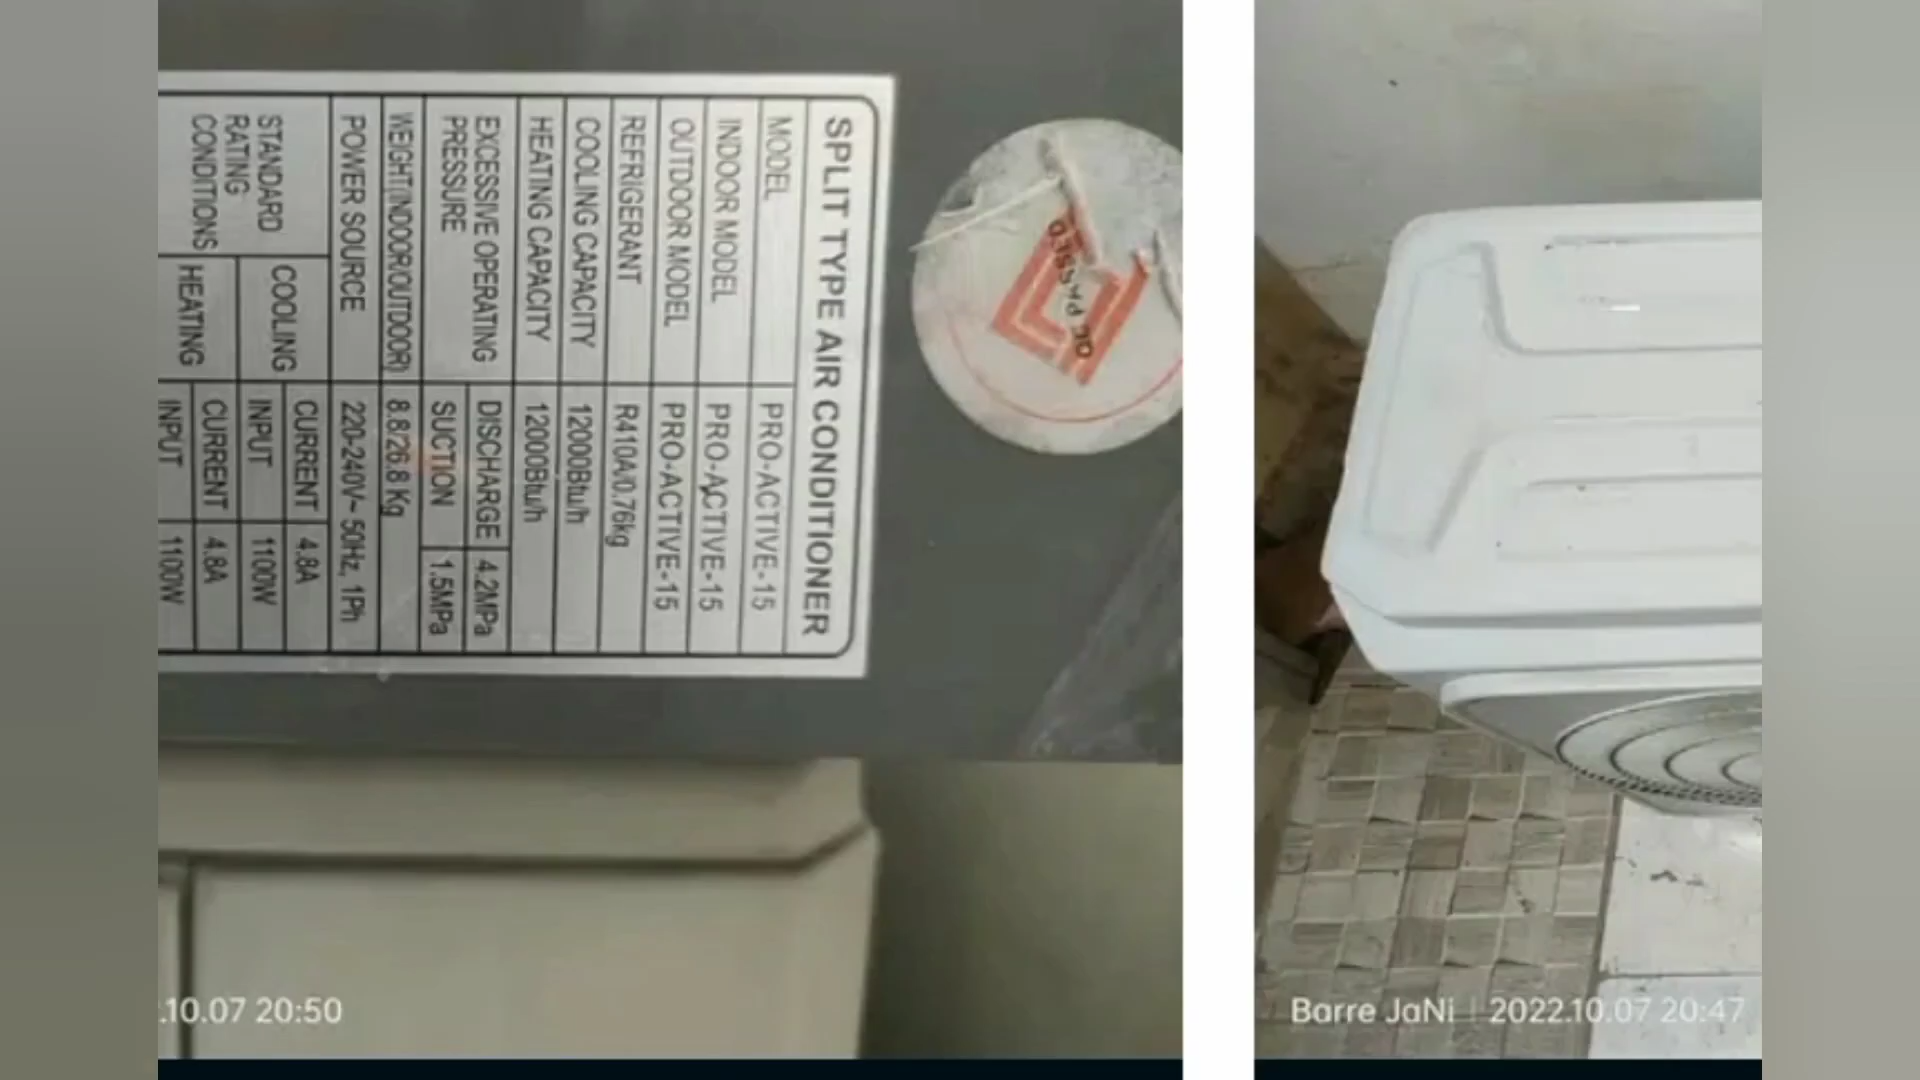 SPLIT TYPE AIR CONDITIONER
MODEL PRO-ACTIVE-15
INDOOR MODEL PRO-ACTIVE-15
OUTDOOR MODEL PRO-ACTIVE-15
REFRIGERANT R410A/0.76kg
COOLING CAPACITY 12000Btu/h
HEATING CAPACITY 12000Btu/h
EXCESSIVE OPERATING PRESSURE DISCHARGE 4.2MPa
SUCTION 1.5MPa
WEIGHT(INDOOR/OUTDOOR) 8.8/26.8 Kg
POWER SOURCE 220-240V~ 50Hz, 1Ph
STANDARD RATING CONDITIONS COOLING CURRENT 4.8A
INPUT 1100W
HEATING CURRENT 4.8A
INPUT 1100W
QC PASSED
.10.07 20:50
Barre JaNi | 2022.10.07 20:47